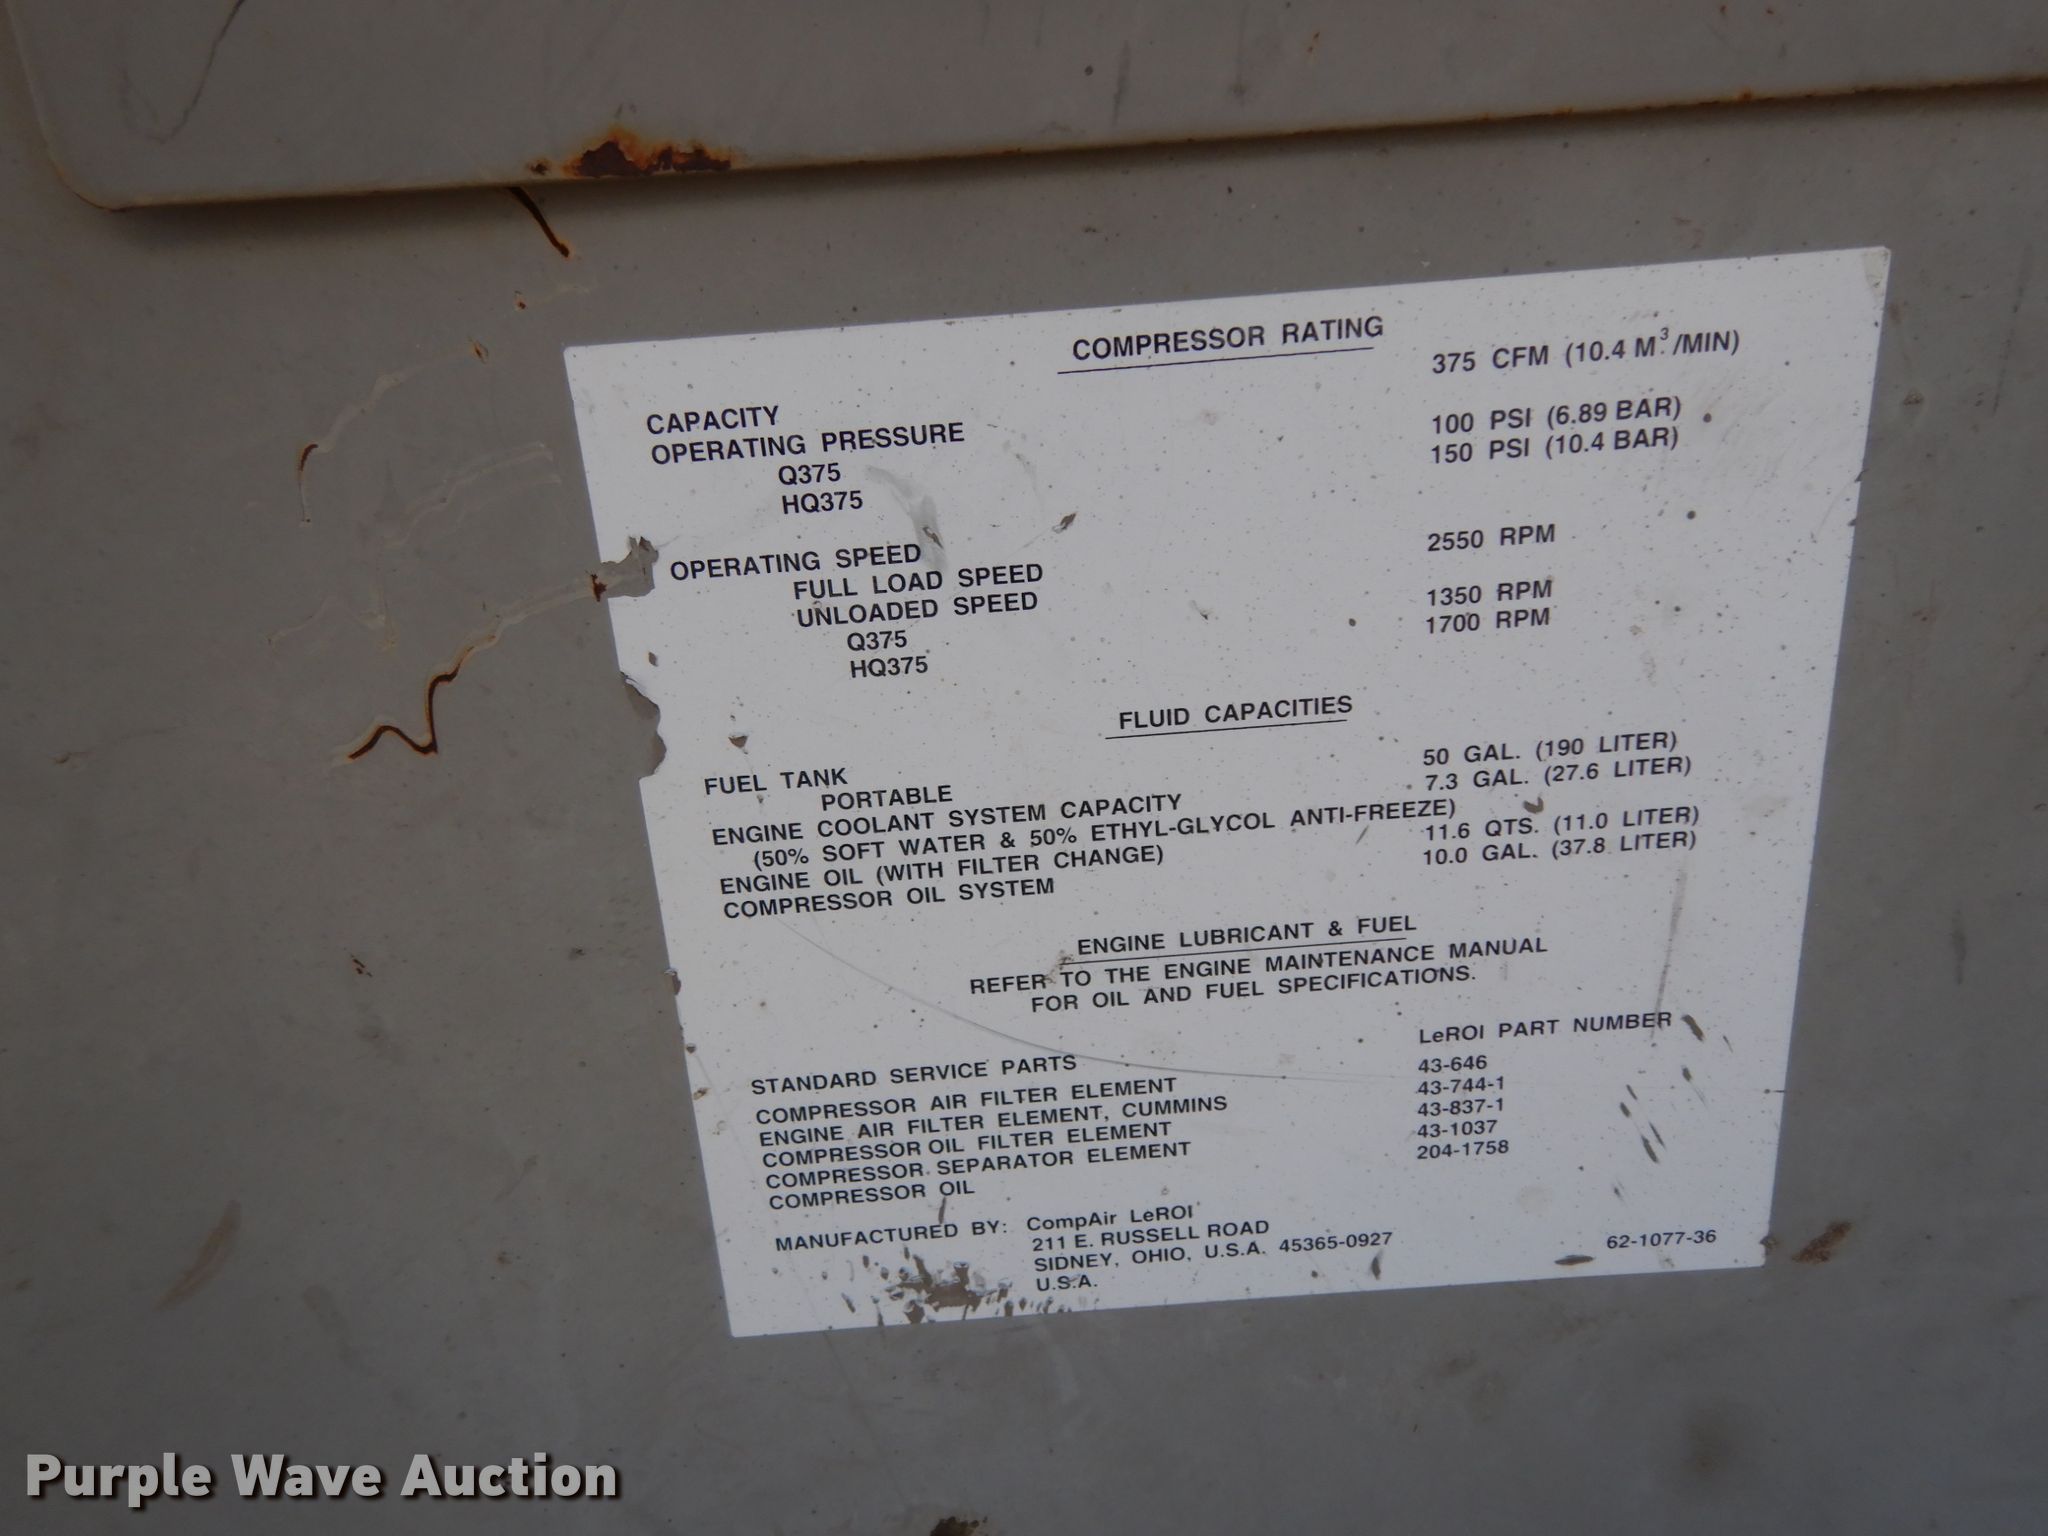 COMPRESSOR RATING
CAPACITY 375 CFM (10.4 M³/MIN)
OPERATING PRESSURE
Q375 100 PSI (6.89 BAR)
HQ375 150 PSI (10.4 BAR)
OPERATING SPEED
FULL LOAD SPEED 2550 RPM
UNLOADED SPEED
Q375 1350 RPM
HQ375 1700 RPM
FLUID CAPACITIES
FUEL TANK
PORTABLE 50 GAL. (190 LITER)
ENGINE COOLANT SYSTEM CAPACITY 7.3 GAL. (27.6 LITER)
(50% SOFT WATER & 50% ETHYL-GLYCOL ANTI-FREEZE)
ENGINE OIL (WITH FILTER CHANGE) 11.6 QTS. (11.0 LITER)
COMPRESSOR OIL SYSTEM 10.0 GAL. (37.8 LITER)
ENGINE LUBRICANT & FUEL
REFER TO THE ENGINE MAINTENANCE MANUAL
FOR OIL AND FUEL SPECIFICATIONS.
STANDARD SERVICE PARTS LeROI PART NUMBER
COMPRESSOR AIR FILTER ELEMENT 43-646
ENGINE AIR FILTER ELEMENT, CUMMINS 43-744-1
COMPRESSOR OIL FILTER ELEMENT 43-837-1
COMPRESSOR SEPARATOR ELEMENT 43-1037
COMPRESSOR OIL 204-1758
MANUFACTURED BY: CompAir LeROI
211 E. RUSSELL ROAD
SIDNEY, OHIO, U.S.A. 45365-0927
U.S.A.
62-1077-36
Purple Wave Auction